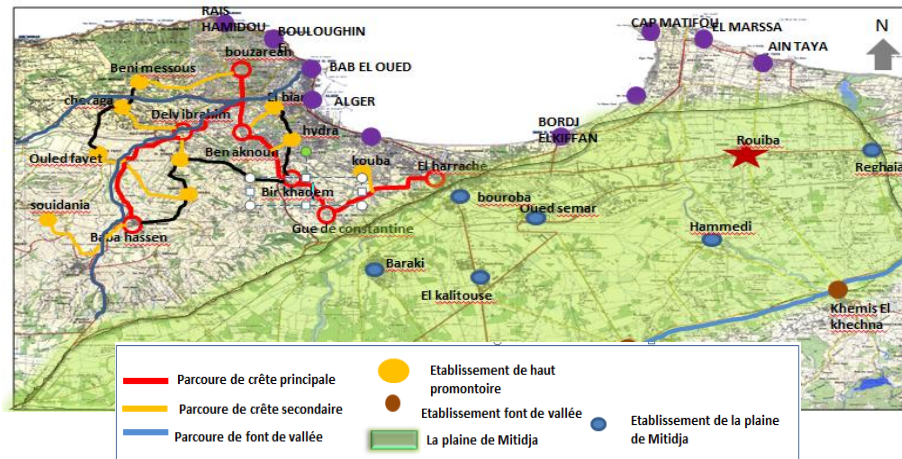 RAIS
HAMIDOU
BOULOUGHIN
El
bouzareah
CAP MATIFOU
EL MARSSA
N
AIN TAYA
Beni messous
BAB EL OUED
cheraga
El biar
ALGER
Dely ibrahim
hydra
BORDJ
ELKIFFAN
Rouiba
Ouled fayet
Ben aknoun
kouba
El harrache
Reghaia
Bir khadem
bouroba
souidania
Oued semar
Gue de constantine
Hammedi
Baba hassen
Baraki
El kalitouse
Khemis El
khechna
Parcoure de crête principale
Etablissement de haut
promontoire
Parcoure de crête secondaire
Etablissement font de vallée
Etablissement de la plaine
de Mitidja
Parcoure de font de vallée
La plaine de Mitidja